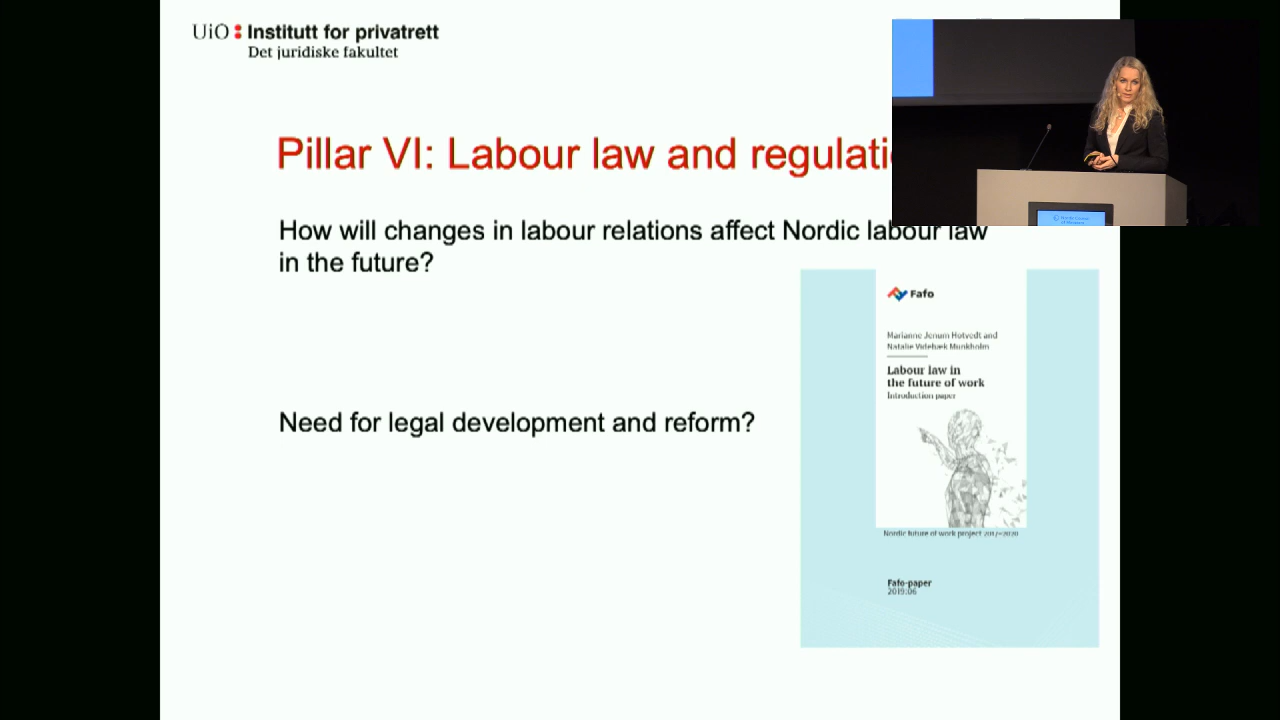 UiO : Institutt for privatrett
Det juridiske fakultet
Pillar VI: Labour law and regulati
How will changes in labour relations affect Nordic labour law
in the future?
Need for legal development and reform?
Fafo
Marianne Jenum Hotvedt and
Natalie Videbæk Munkholm
Labour law in
the future of work
Introduction paper
Nordic future of work project 2017–2020
Fafo-paper
2019:06